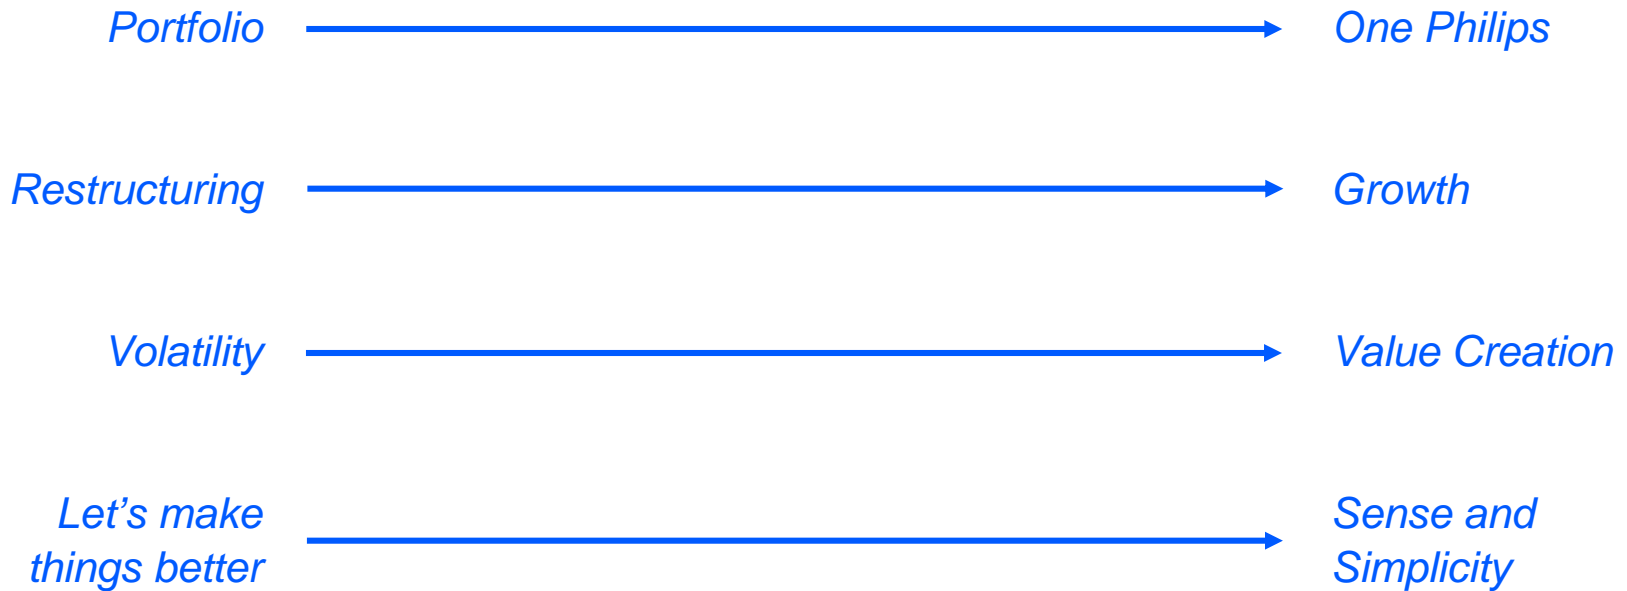 Portfolio
One Philips
Restructuring
Growth
Volatility
Value Creation
Let’s make
things better
Sense and
Simplicity